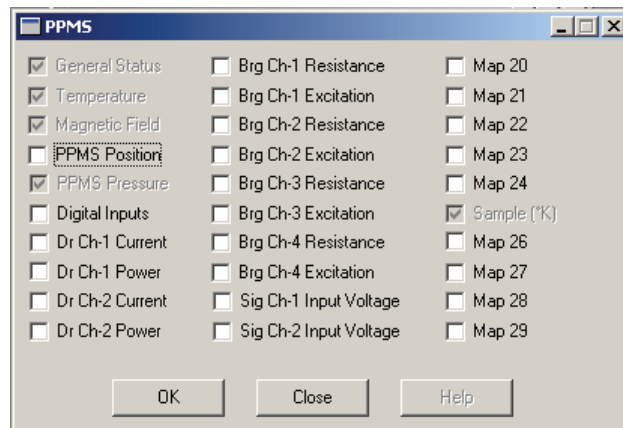 PPMS
General Status
Temperature
Magnetic Field
PPMS Position
PPMS Pressure
Digital Inputs
Dr Ch-1 Current
Dr Ch-1 Power
Dr Ch-2 Current
Dr Ch-2 Power
Brg Ch-1 Resistance
Brg Ch-1 Excitation
Brg Ch-2 Resistance
Brg Ch-2 Excitation
Brg Ch-3 Resistance
Brg Ch-3 Excitation
Brg Ch-4 Resistance
Brg Ch-4 Excitation
Sig Ch-1 Input Voltage
Sig Ch-2 Input Voltage
Map 20
Map 21
Map 22
Map 23
Map 24
Sample (°K)
Map 26
Map 27
Map 28
Map 29
OK
Close
Help